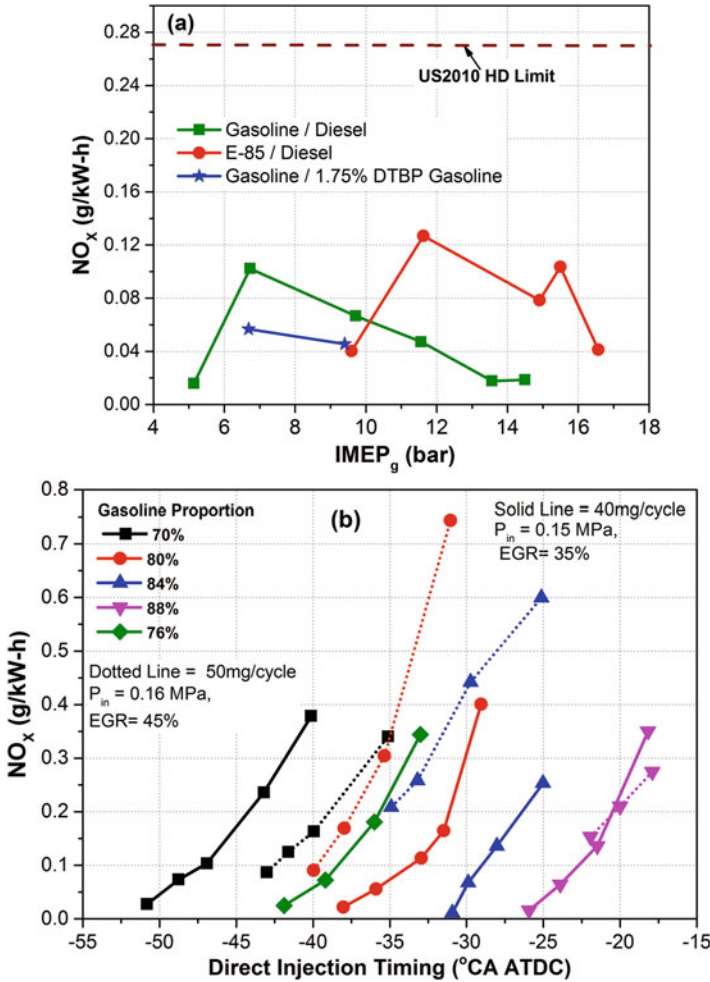 (a)
0.28
0.24
0.20
0.16
0.12
0.08
0.04
0.00
NOX (g/kW-h)
US2010 HD Limit
Gasoline / Diesel
E-85 / Diesel
Gasoline / 1.75% DTBP Gasoline
4 6 8 10 12 14 16 18
IMEPg (bar)
(b)
0.8
0.7
0.6
0.5
0.4
0.3
0.2
0.1
0.0
NOX (g/kW-h)
Gasoline Proportion
70%
80%
84%
88%
76%
Solid Line = 40mg/cycle
Pin = 0.15 MPa,
EGR= 35%
Dotted Line = 50mg/cycle
Pin = 0.16 MPa,
EGR= 45%
-55 -50 -45 -40 -35 -30 -25 -20 -15
Direct Injection Timing (°CA ATDC)